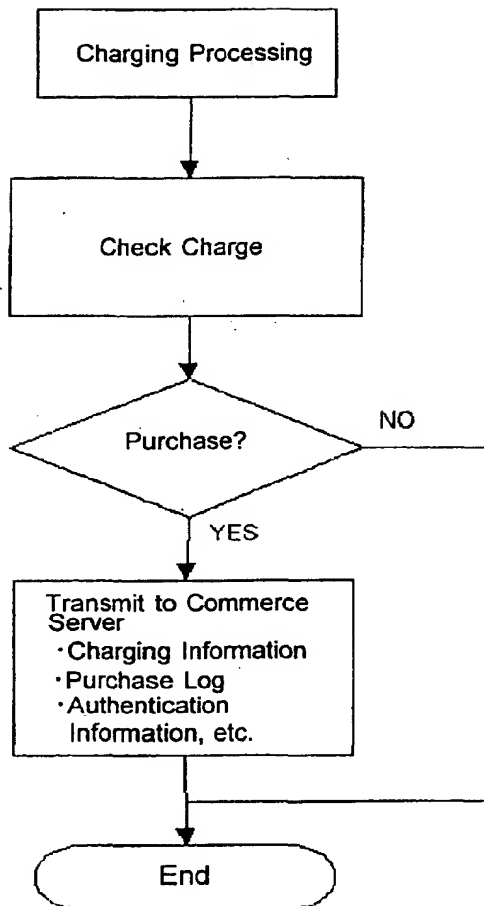 Charging Processing
Check Charge
Purchase?
NO
YES
Transmit to Commerce
Server
・Charging Information
・Purchase Log
・Authentication
Information, etc.
End